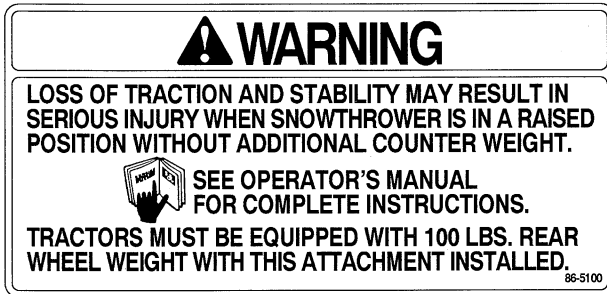 WARNING
LOSS OF TRACTION AND STABILITY MAY RESULT IN
SERIOUS INJURY WHEN SNOWTHROWER IS IN A RAISED
POSITION WITHOUT ADDITIONAL COUNTER WEIGHT.
SEE OPERATOR'S MANUAL
FOR COMPLETE INSTRUCTIONS.
TRACTORS MUST BE EQUIPPED WITH 100 LBS. REAR
WHEEL WEIGHT WITH THIS ATTACHMENT INSTALLED.
86-5100